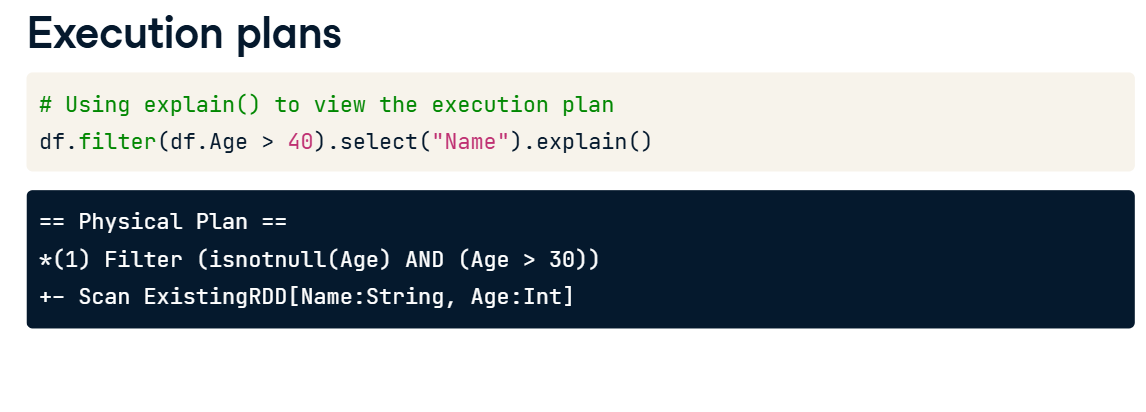 Execution plans
# Using explain() to view the execution plan
df.filter(df.Age > 40).select("Name").explain()
== Physical Plan ==
*(1) Filter (isnotnull(Age) AND (Age > 30))
+- Scan ExistingRDD[Name:String, Age:Int]